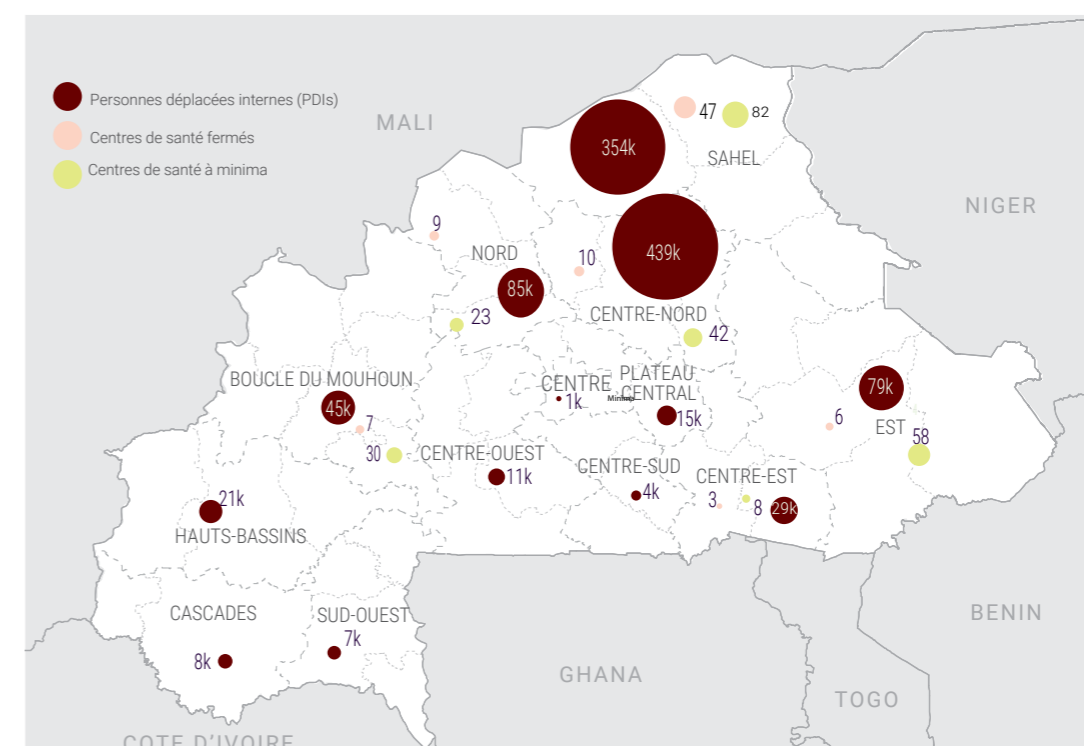 Personnes déplacées internes (PDIs)
Centres de santé fermés
Centres de santé à minima
MALI
47
82
354k
SAHEL
NIGER
9
NORD
10
439k
85k
23
CENTRE-NORD
42
BOUCLE DU MOUHOUN
45k
7
30
CENTRE
1k
PLATEAU
CENTRAL
15k
79k
6
EST
58
CENTRE-OUEST
11k
CENTRE-SUD
4k
CENTRE-EST
3
8
29k
21k
HAUTS-BASSINS
CASCADES
8k
SUD-OUEST
7k
GHANA
BENIN
TOGO
COTE D'IVOIRE